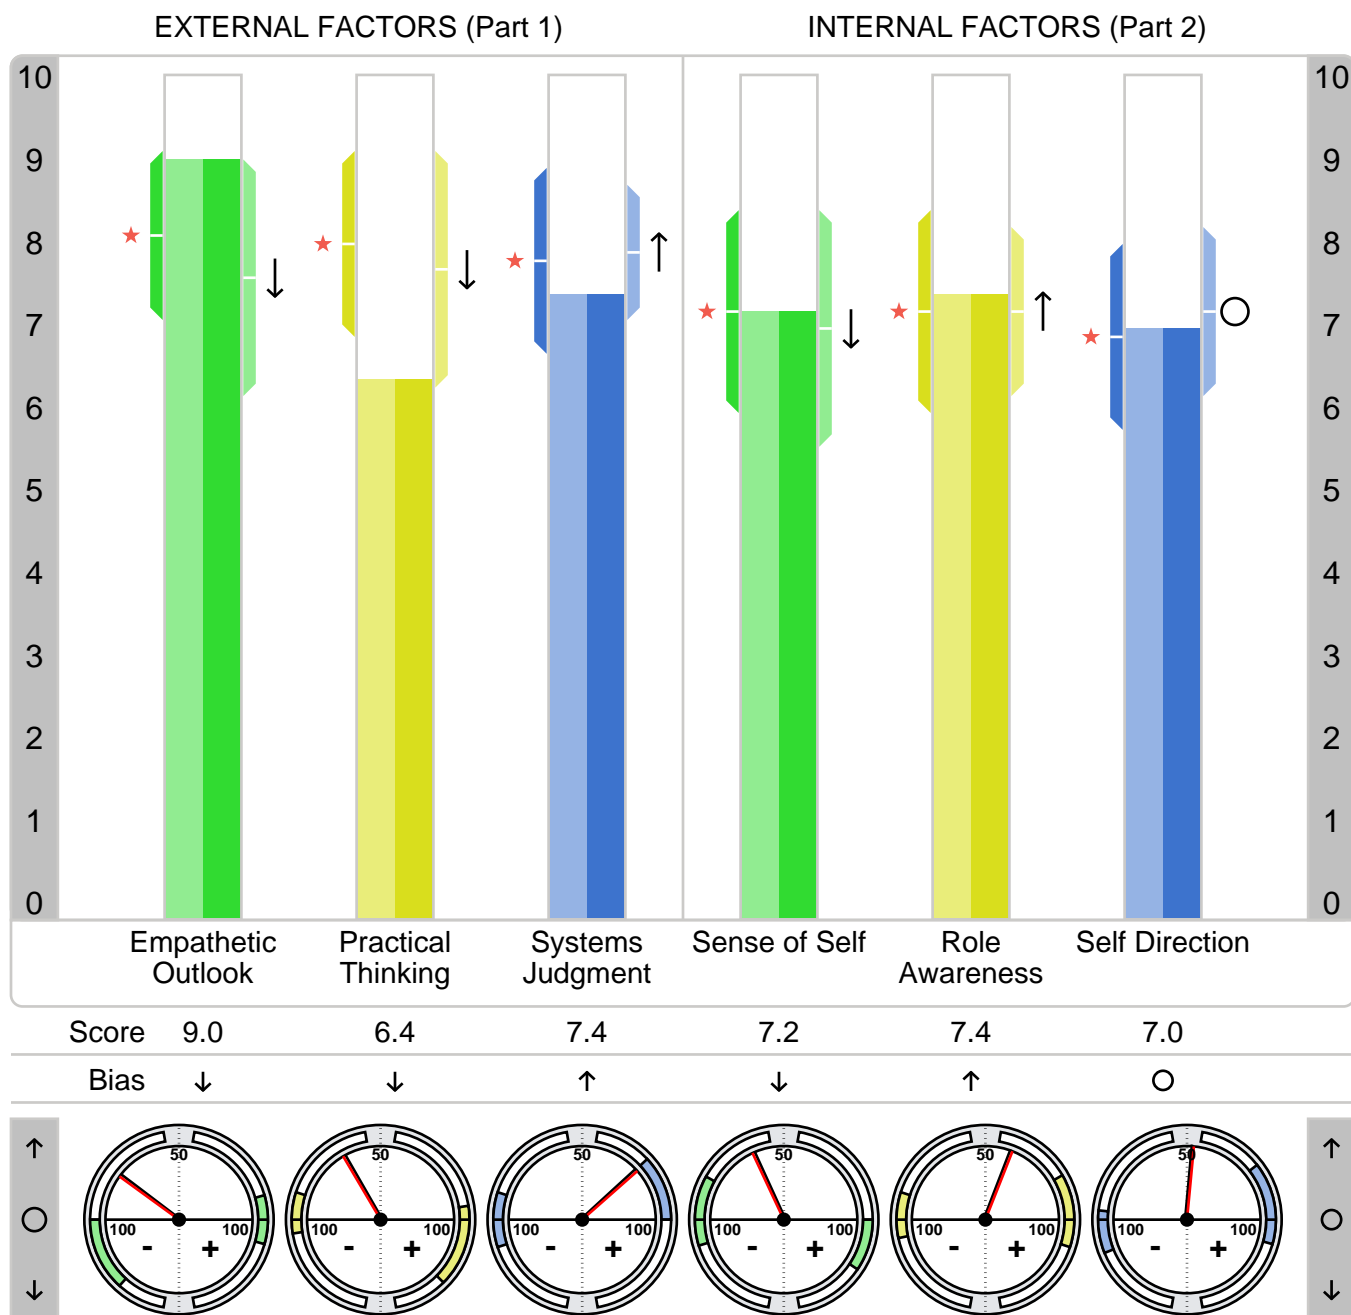 EXTERNAL FACTORS (Part 1) INTERNAL FACTORS (Part 2)
10 10
9 9
8 8
7 7
6 6
5 5
4 4
3 3
2 2
1 1
0 0
Empathetic Practical Systems Sense of Self Role Self Direction
Outlook Thinking Judgment Awareness
Score 9.0 6.4 7.4 7.2 7.4 7.0
Bias ↓ ↓ ↑ ↓ ↑ ○
↑ 50 50 50 50 50 50 ↑
○ 100 100 100 100 100 100 100 100 100 100 100 100 ○
- + - + - + - + - + - +
↓ ↓